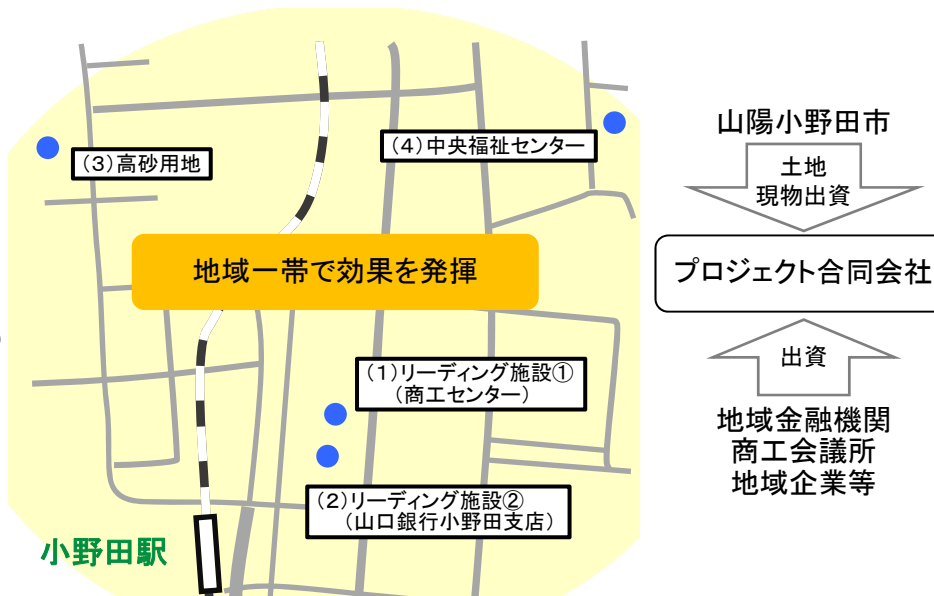 (3)高砂用地
(4)中央福祉センター
地域一帯で効果を発揮
(1)リーディング施設①
(商工センター)
(2)リーディング施設②
(山口銀行小野田支店)
小野田駅
山陽小野田市
土地
現物出資
プロジェクト合同会社
出資
地域金融機関
商工会議所
地域企業等